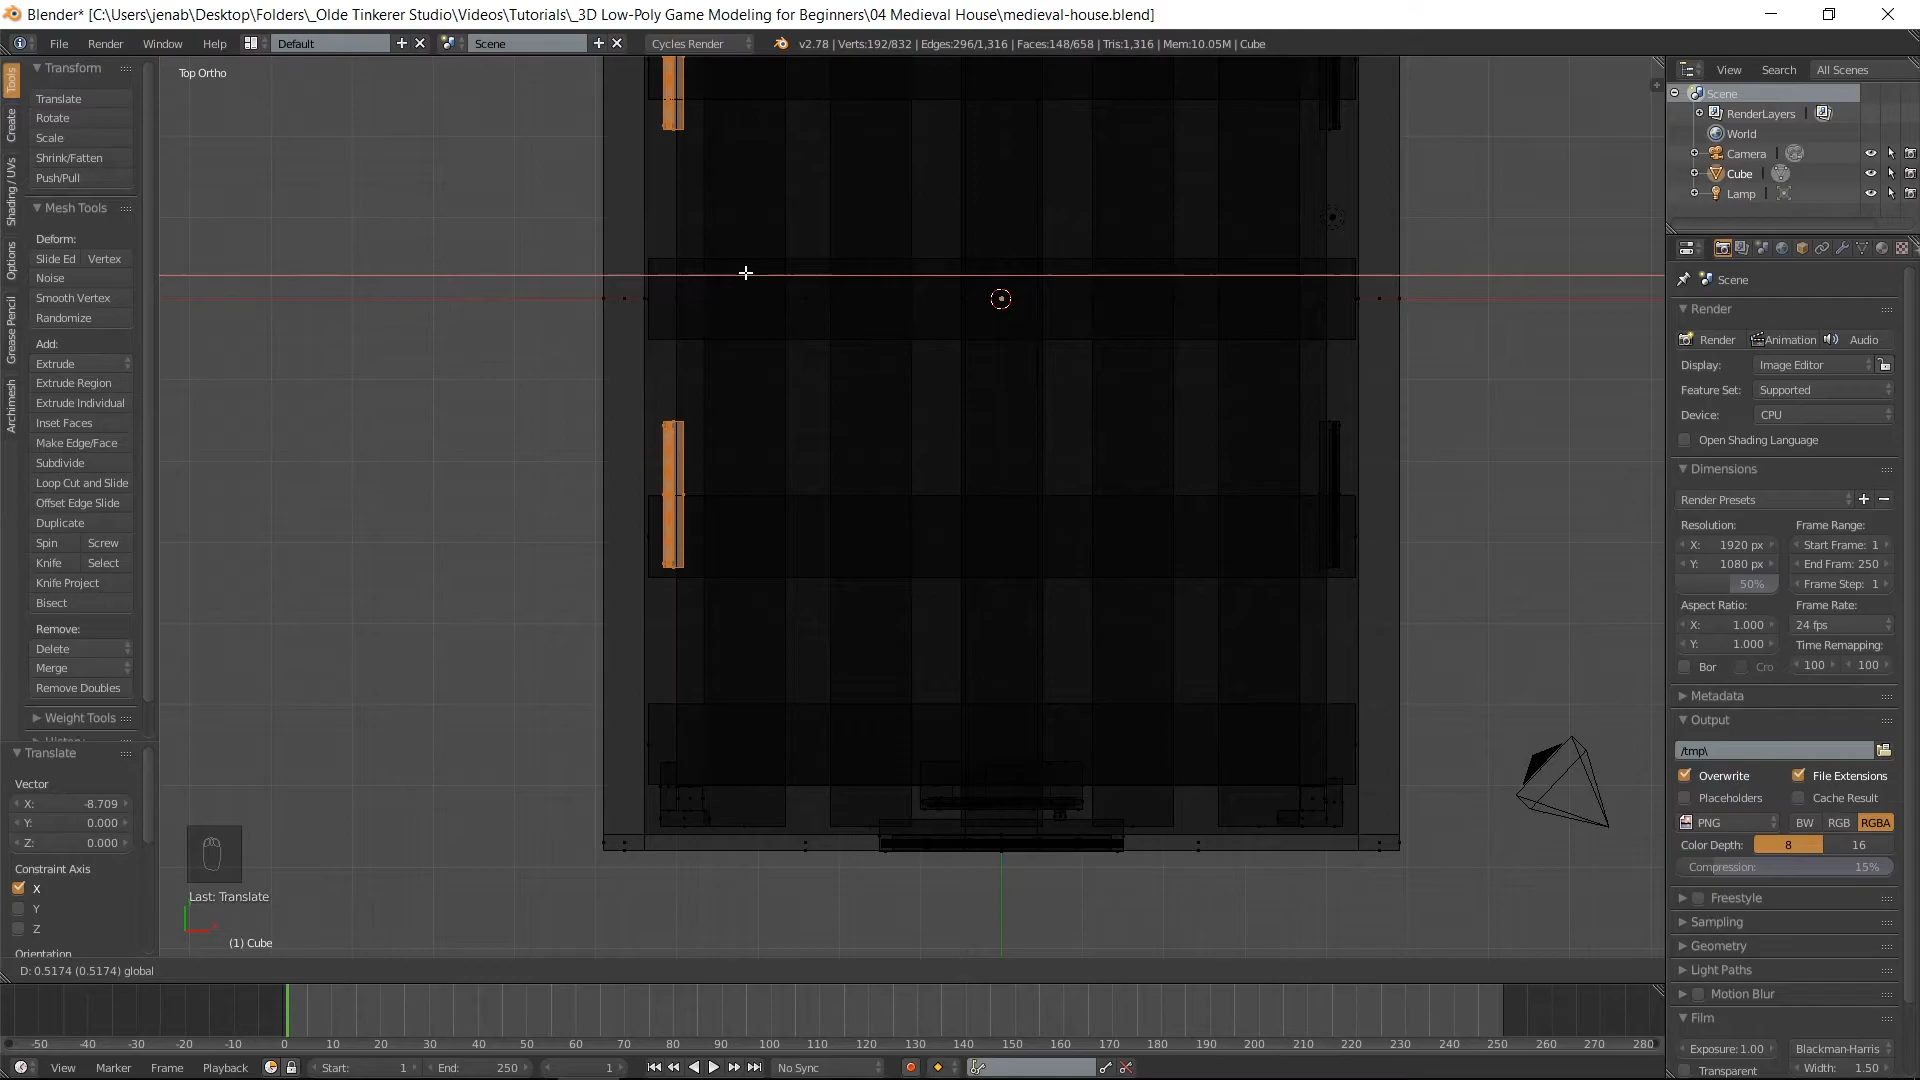 Blender* [C:\Users\jenab\Desktop\Folders\_Olde Tinkerer Studio\Videos\Tutorials\_3D Low-Poly Game Modeling for Beginners\04 Medieval House\medieval-house.blend]
File Render Window Help Default Scene Cycles Render v2.78 | Verts:192/832 | Edges:296/1,316 | Faces:148/658 | Tris:1,316 | Mem:10.05M | Cube
Tools
Create
Shading / UVs
Options
Grease Pencil
Archimesh
Transform
Translate
Rotate
Scale
Shrink/Fatten
Push/Pull
Mesh Tools
Deform:
Slide Ed Vertex
Noise
Smooth Vertex
Randomize
Add:
Extrude
Extrude Region
Extrude Individual
Inset Faces
Make Edge/Face
Subdivide
Loop Cut and Slide
Offset Edge Slide
Duplicate
Spin Screw
Knife Select
Knife Project
Bisect
Remove:
Delete
Merge
Remove Doubles
Weight Tools
Translate
Vector
X: -8.709
Y: 0.000
Z: 0.000
Constraint Axis
X
Y
Z
Orientation
Top Ortho
Last: Translate
(1) Cube
D: 0.5174 (0.5174) global
View Search All Scenes
Scene
RenderLayers
World
Camera
Cube
Lamp
Scene
Render
Render Animation Audio
Display: Image Editor
Feature Set: Supported
Device: CPU
Open Shading Language
Dimensions
Render Presets
Resolution: Frame Range:
X: 1920 px Start Frame: 1
Y: 1080 px End Fram: 250
50% Frame Step: 1
Aspect Ratio: Frame Rate:
X: 1.000 24 fps
Y: 1.000 Time Remapping:
Bor Cro 100 100
Metadata
Output
/tmp\
Overwrite File Extensions
Placeholders Cache Result
PNG BW RGB RGBA
Color Depth: 8 16
Compression: 15%
Freestyle
Sampling
Geometry
Light Paths
Motion Blur
Film
Exposure: 1.00 Blackman-Harris
Transparent Width: 1.50
-50 -40 -30 -20 -10 0 10 20 30 40 50 60 70 80 90 100 110 120 130 140 150 160 170 180 190 200 210 220 230 240 250 260 270 280
View Marker Frame Playback Start: 1 End: 250 1 No Sync